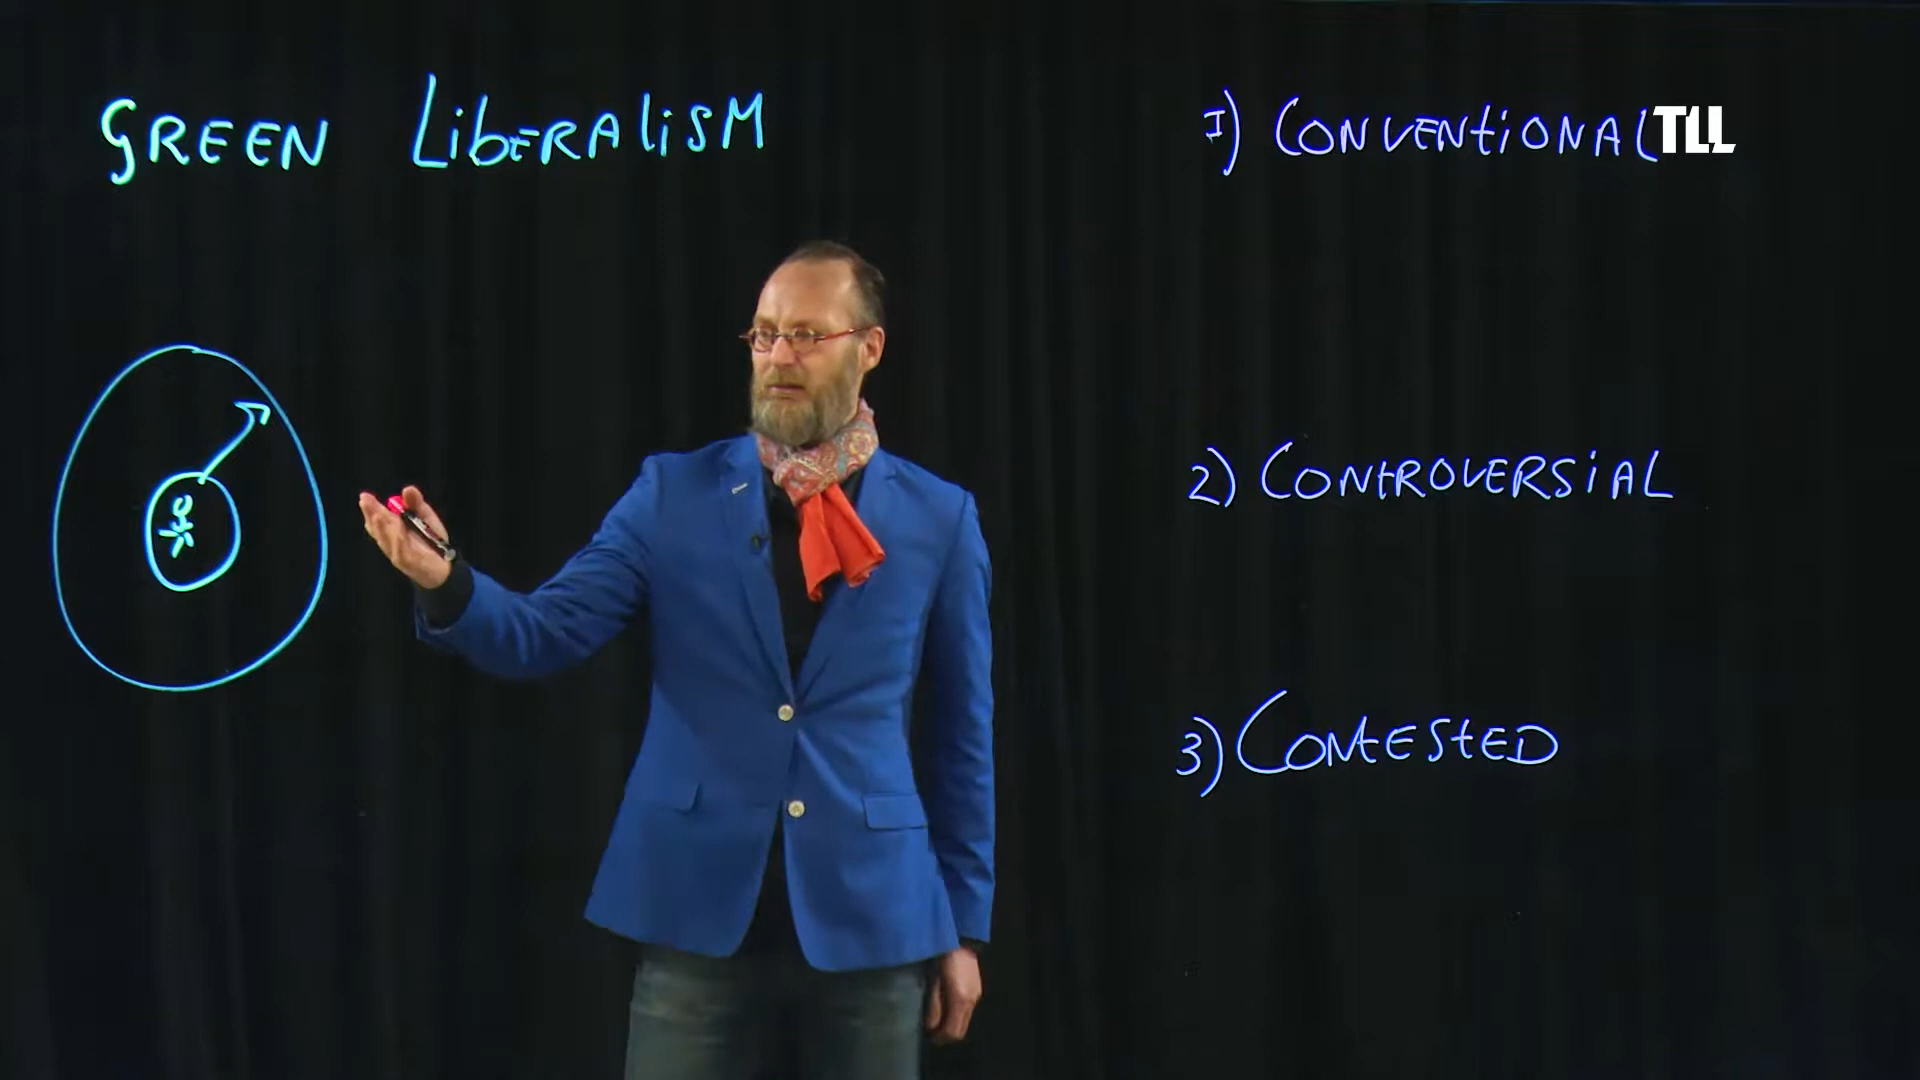 GREEN LiBERAliSM
1) CONVENtiONAL
TLL
2) CONtROVERSiAL
3) CONtEStED